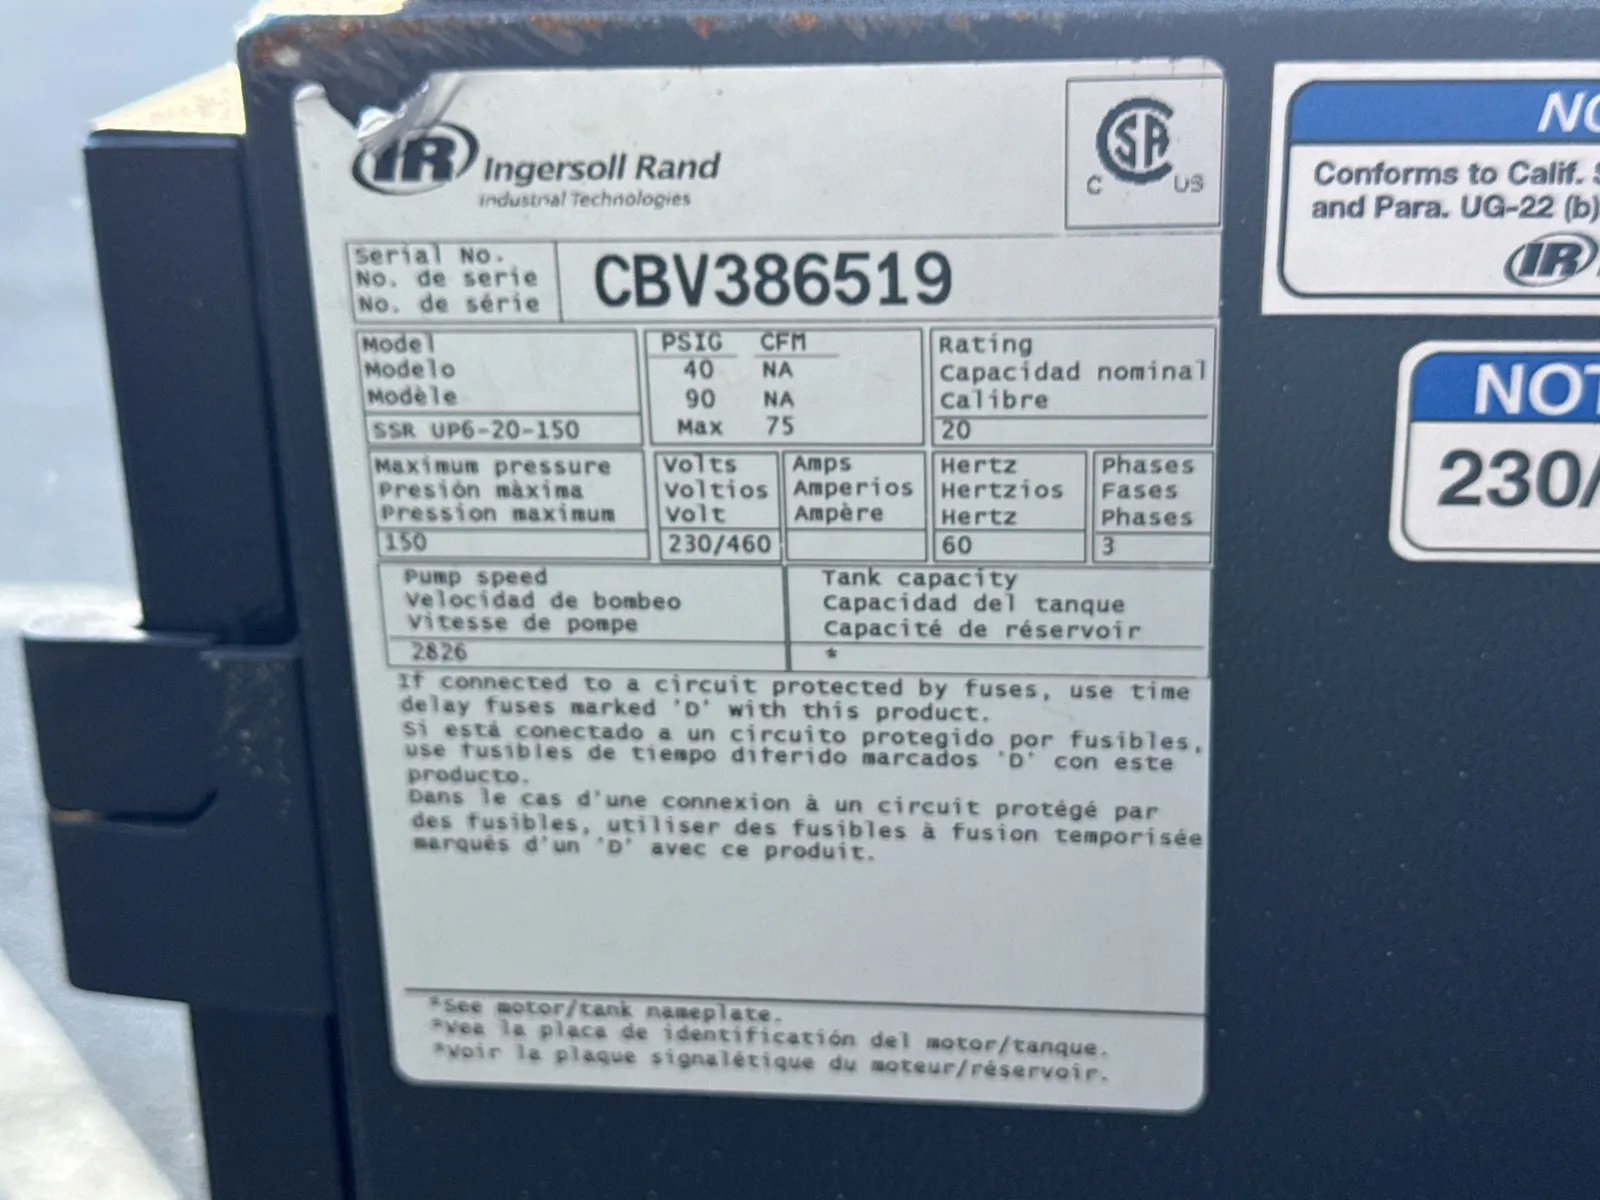 IR Ingersoll Rand
Industrial Technologies
CSA
C US
Serial No.
No. de serie
No. de série
CBV386519
Model
Modelo
Modèle
SSR UP6-20-150
PSIG CFM
40 NA
90 NA
Max 75
Rating
Capacidad nominal
Calibre
20
Maximum pressure
Presión màxima
Pression maximum
150
Volts
Voltios
Volt
230/460
Amps
Amperios
Ampère
Hertz
Hertzios
Hertz
60
Phases
Fases
Phases
3
Pump speed
Velocidad de bombeo
Vitesse de pompe
2826
Tank capacity
Capacidad del tanque
Capacité de réservoir
*
If connected to a circuit protected by fuses, use time
delay fuses marked 'D' with this product.
Si está conectado a un circuito protegido por fusibles,
use fusibles de tiempo diferido marcados 'D' con este
producto.
Dans le cas d'une connexion à un circuit protégé par
des fusibles, utiliser des fusibles à fusion temporisée
marqués d'un 'D' avec ce produit.
*See motor/tank nameplate.
*Vea la placa de identificación del motor/tanque.
*Voir la plaque signalétique du moteur/réservoir.
Conforms to Calif.
and Para. UG-22 (b)
IR
230/